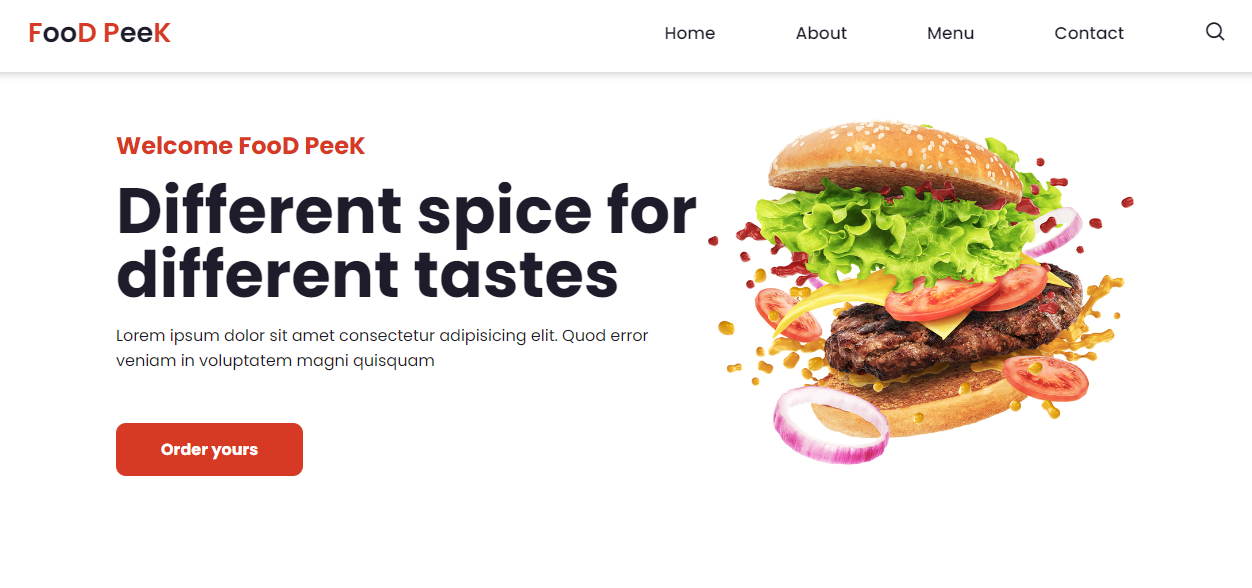 FooD PeeK
Home
About
Menu
Contact
Welcome FooD PeeK
Different spice for
different tastes
Lorem ipsum dolor sit amet consectetur adipisicing elit. Quod error
veniam in voluptatem magni quisquam
Order yours